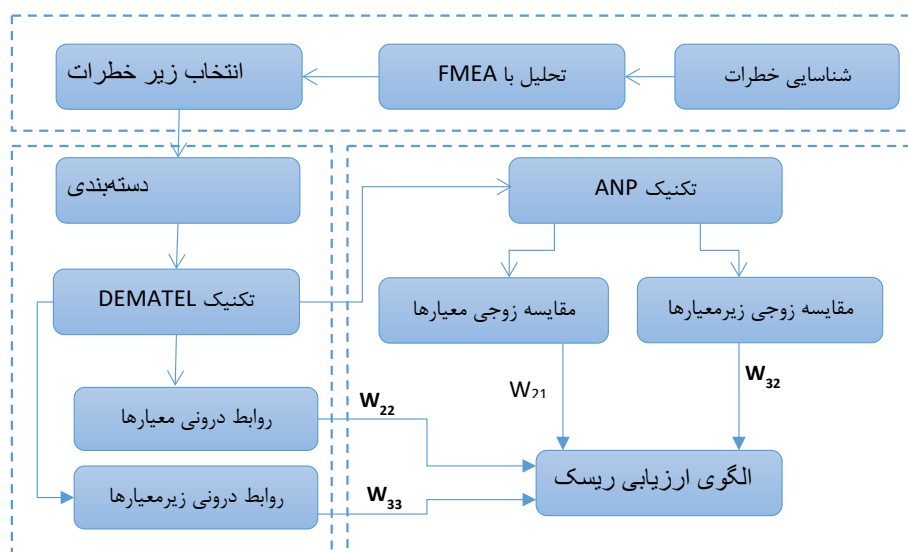 شناسایی خطرات
تحلیل با FMEA
انتخاب زیر خطرات
دسته‌بندی
تکنیک ANP
تکنیک DEMATEL
مقایسه زوجی زیرمعیارها
مقایسه زوجی معیارها
W32
W21
W22
روابط درونی معیارها
الگوی ارزیابی ریسک
روابط درونی زیرمعیارها
W33